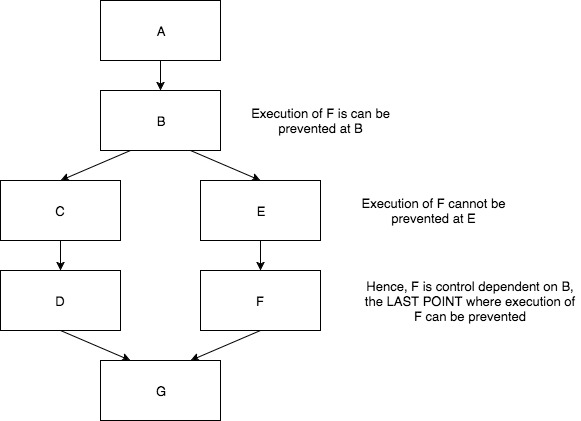 A
B
Execution of F is can be
prevented at B
C
E
Execution of F cannot be
prevented at E
D
F
Hence, F is control dependent on B,
the LAST POINT where execution of
F can be prevented
G